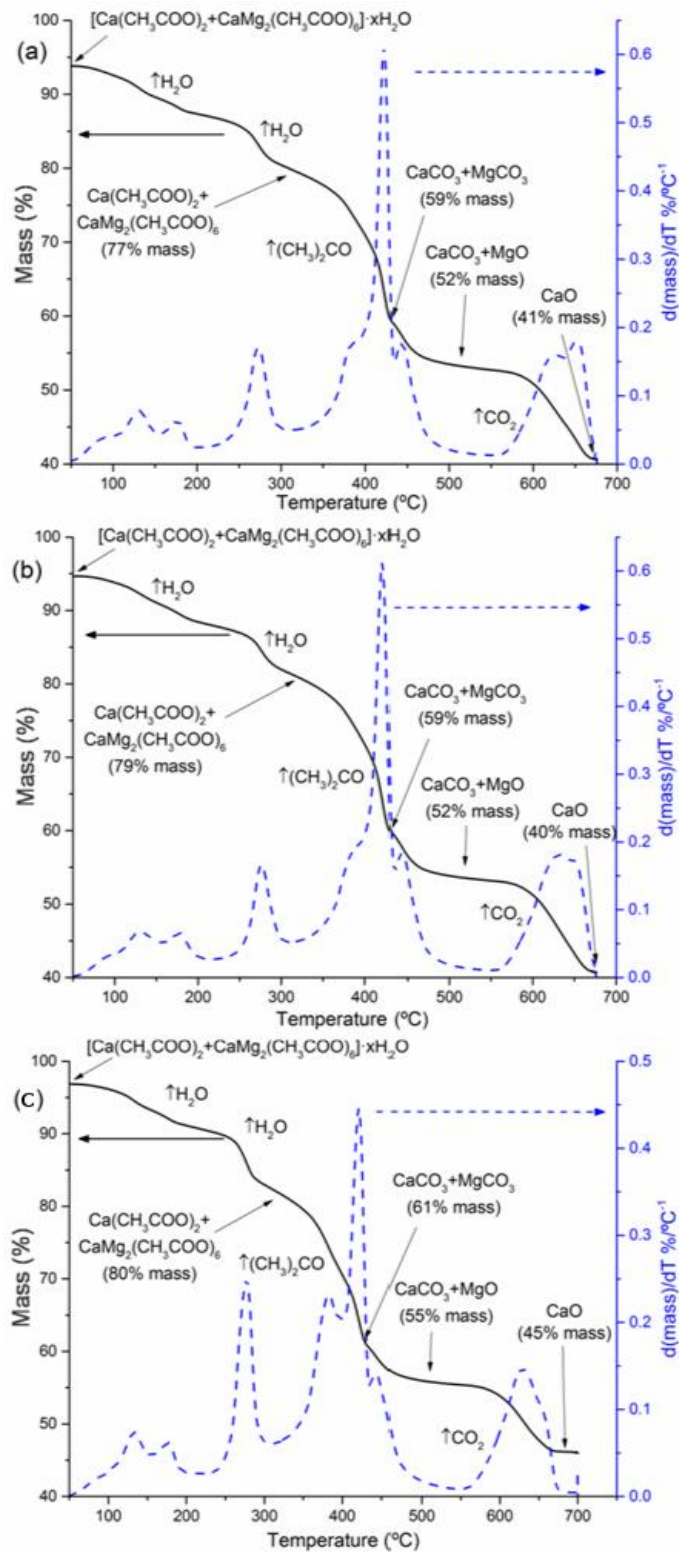 (a)
[Ca(CH₃COO)₂+CaMg₂(CH₃COO)₆]·xH₂O
↑H₂O
↑H₂O
Ca(CH₃COO)₂+
CaMg₂(CH₃COO)₆
(77% mass)
↑(CH₃)₂CO
CaCO₃+MgCO₃
(59% mass)
CaCO₃+MgO
(52% mass)
CaO
(41% mass)
↑CO₂
Mass (%)
100
90
80
70
60
50
40
d(mass)/dT %/ºC⁻¹
0.6
0.5
0.4
0.3
0.2
0.1
0.0
100 200 300 400 500 600 700
Temperature (ºC)
(b)
[Ca(CH₃COO)₂+CaMg₂(CH₃COO)₆]·xH₂O
↑H₂O
↑H₂O
Ca(CH₃COO)₂+
CaMg₂(CH₃COO)₆
(79% mass)
↑(CH₃)₂CO
CaCO₃+MgCO₃
(59% mass)
CaCO₃+MgO
(52% mass)
CaO
(40% mass)
↑CO₂
Mass (%)
100
90
80
70
60
50
40
d(mass)/dT %/ºC⁻¹
0.6
0.5
0.4
0.3
0.2
0.1
0.0
100 200 300 400 500 600 700
Temperature (ºC)
(c)
[Ca(CH₃COO)₂+CaMg₂(CH₃COO)₆]·xH₂O
↑H₂O
↑H₂O
Ca(CH₃COO)₂+
CaMg₂(CH₃COO)₆
(80% mass)
↑(CH₃)₂CO
CaCO₃+MgCO₃
(61% mass)
CaCO₃+MgO
(55% mass)
CaO
(45% mass)
↑CO₂
Mass (%)
100
90
80
70
60
50
40
d(mass)/dT %/ºC⁻¹
0.5
0.4
0.3
0.2
0.1
0.0
100 200 300 400 500 600 700
Temperature (ºC)